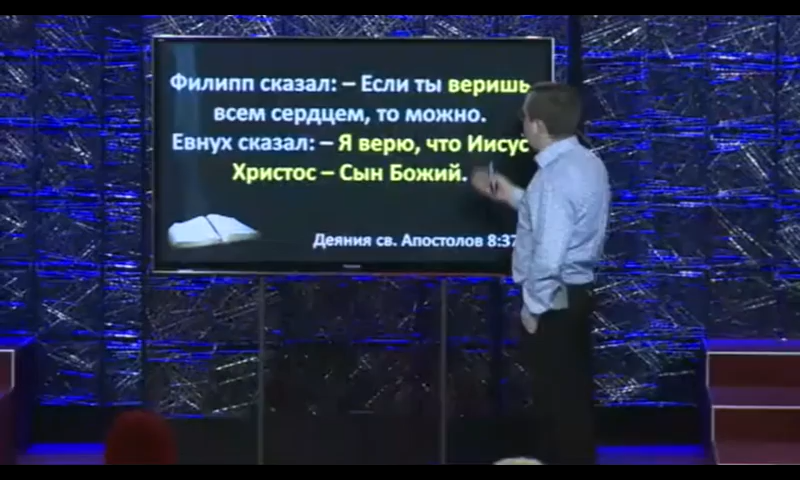 Филипп сказал: – Если ты веришь
всем сердцем, то можно.
Евнух сказал: – Я верю, что Иисус
Христос – Сын Божий.
Деяния св. Апостолов 8:37